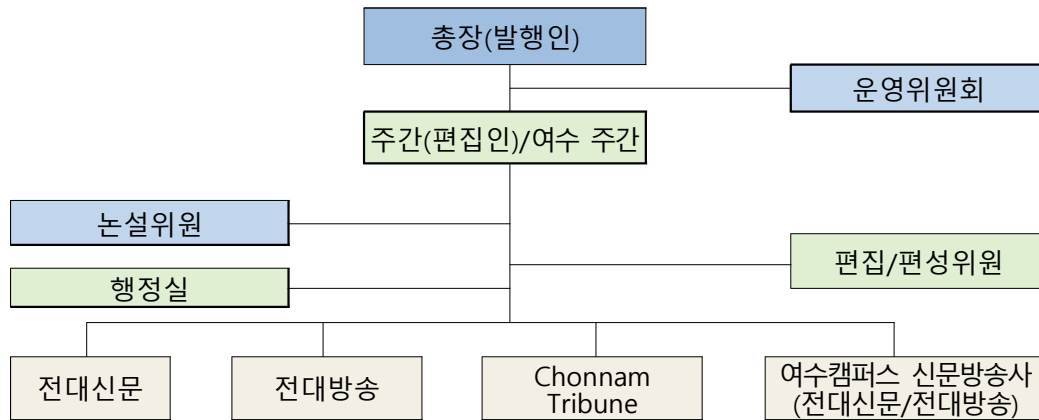 총장(발행인)
운영위원회
주간(편집인)/여수 주간
논설위원
편집/편성위원
행정실
전대신문
전대방송
Chonnam
Tribune
여수캠퍼스 신문방송사
(전대신문/전대방송)